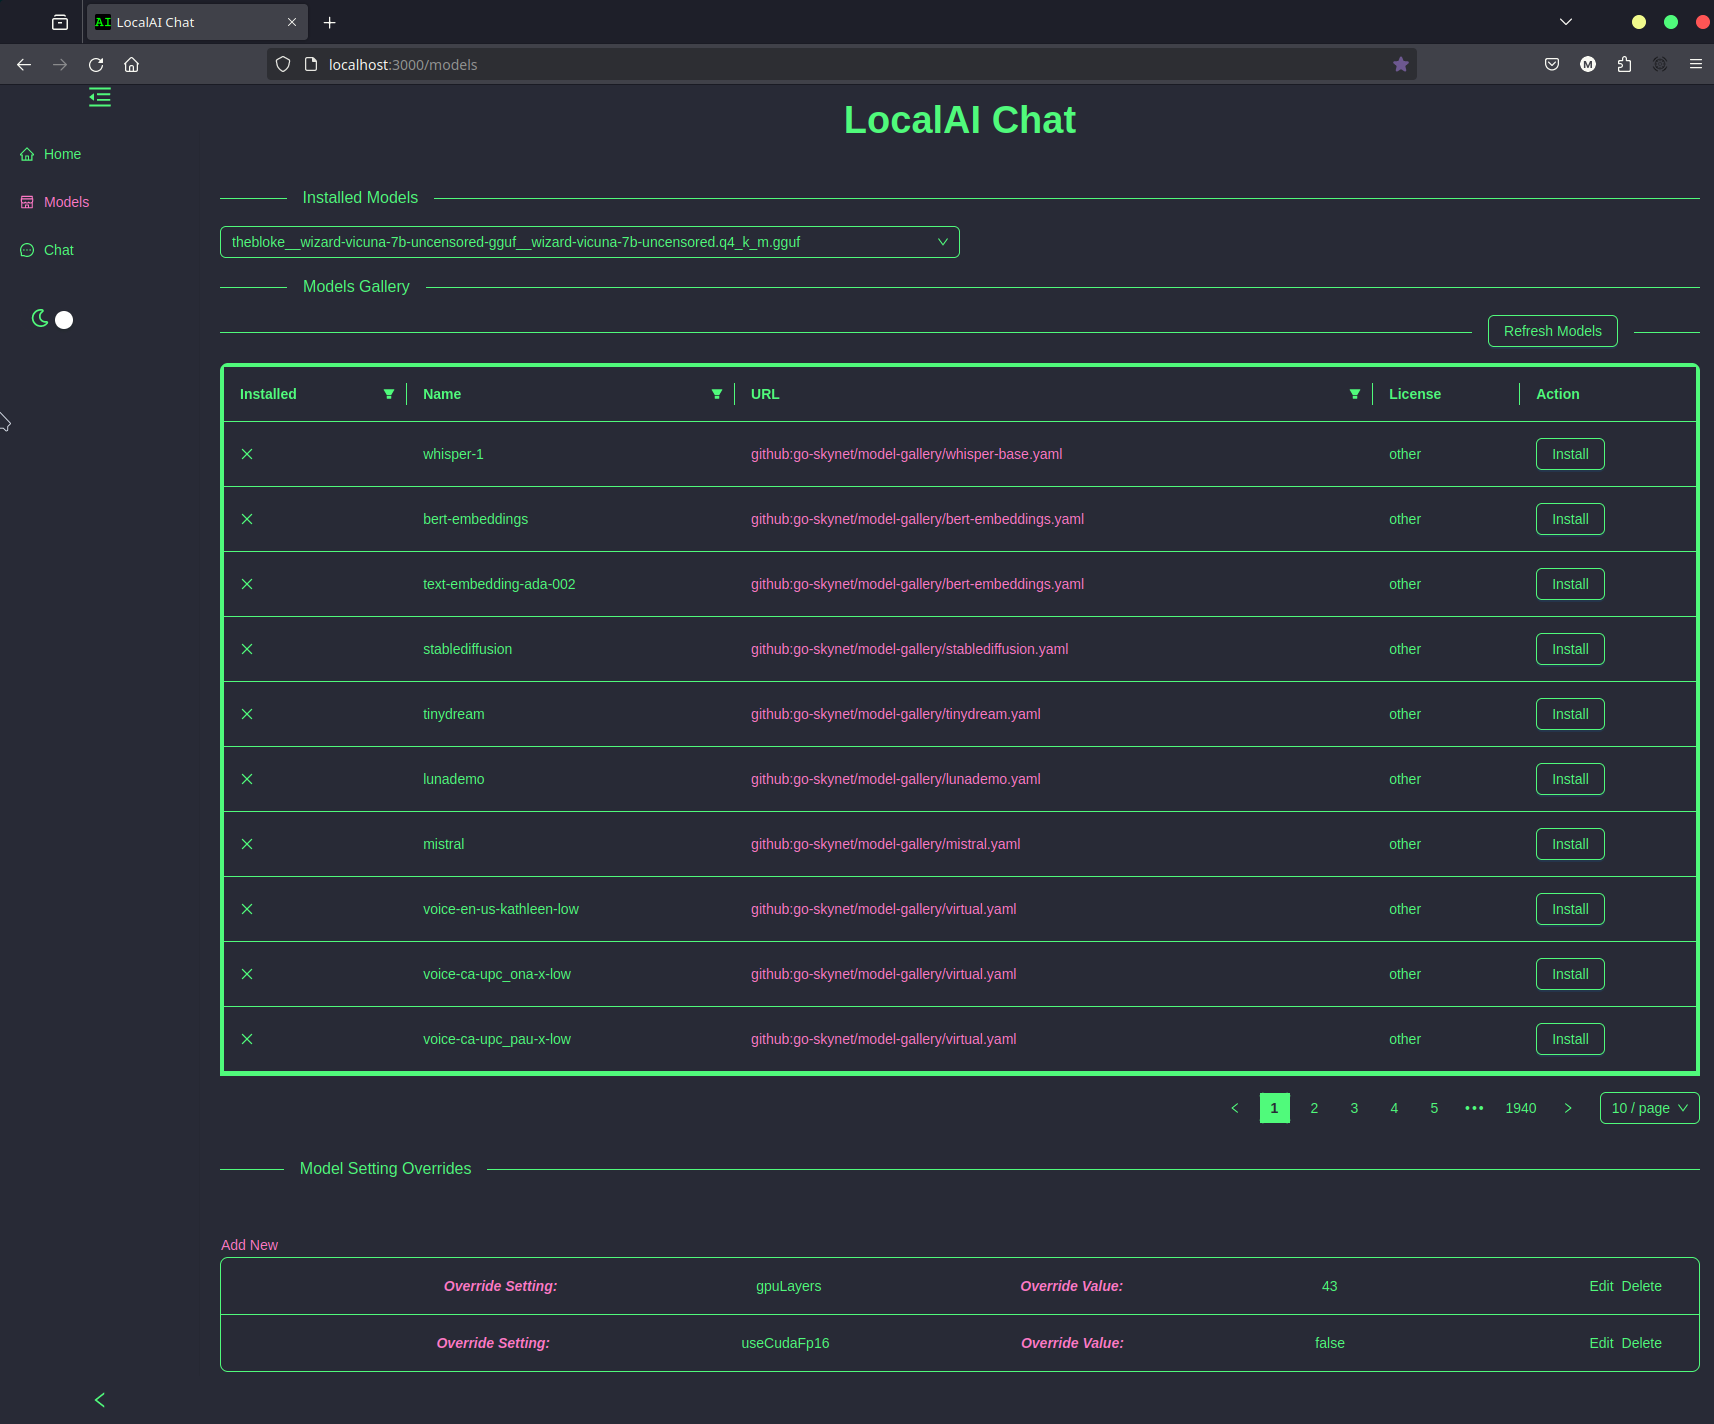 AI LocalAI Chat
localhost:3000/models
M
LocalAI Chat
Home
Models
Chat
Installed Models
thebloke__wizard-vicuna-7b-uncensored-gguf__wizard-vicuna-7b-uncensored.q4_k_m.gguf
Models Gallery
Refresh Models
Installed Name URL License Action
whisper-1 github:go-skynet/model-gallery/whisper-base.yaml other Install
bert-embeddings github:go-skynet/model-gallery/bert-embeddings.yaml other Install
text-embedding-ada-002 github:go-skynet/model-gallery/bert-embeddings.yaml other Install
stablediffusion github:go-skynet/model-gallery/stablediffusion.yaml other Install
tinydream github:go-skynet/model-gallery/tinydream.yaml other Install
lunademo github:go-skynet/model-gallery/lunademo.yaml other Install
mistral github:go-skynet/model-gallery/mistral.yaml other Install
voice-en-us-kathleen-low github:go-skynet/model-gallery/virtual.yaml other Install
voice-ca-upc_ona-x-low github:go-skynet/model-gallery/virtual.yaml other Install
voice-ca-upc_pau-x-low github:go-skynet/model-gallery/virtual.yaml other Install
1 2 3 4 5 ••• 1940 10 / page
Model Setting Overrides
Add New
Override Setting: gpuLayers Override Value: 43 Edit Delete
Override Setting: useCudaFp16 Override Value: false Edit Delete